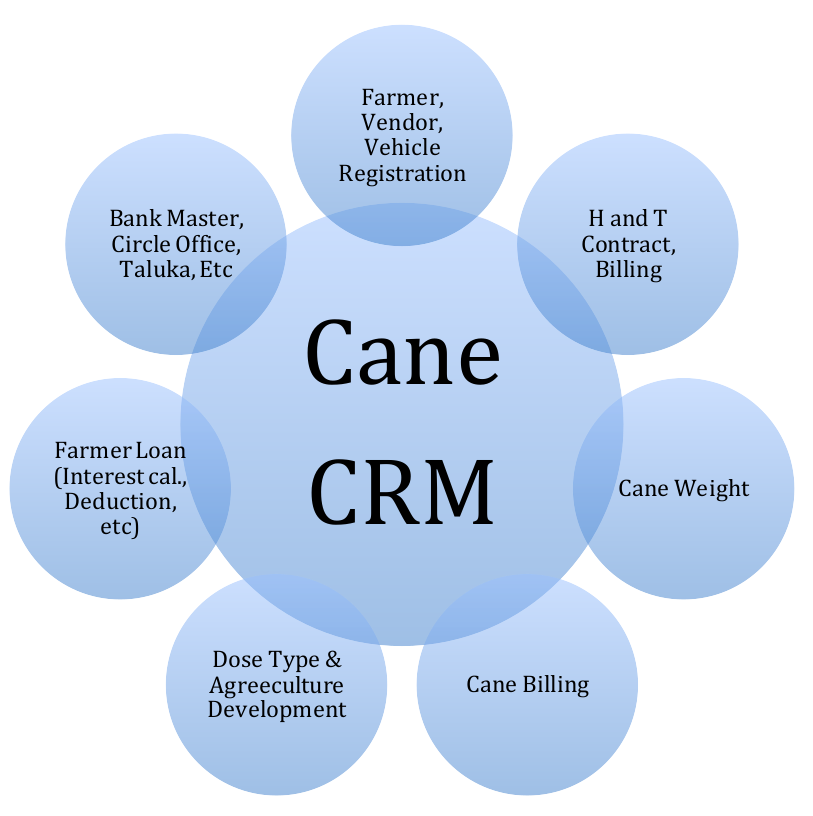 Farmer,
Vendor,
Vehicle
Registration
H and T
Contract,
Billing
Cane Weight
Cane Billing
Dose Type &
Agreeculture
Development
Farmer Loan
(Interest cal.,
Deduction,
etc)
Bank Master,
Circle Office,
Taluka, Etc
Cane
CRM